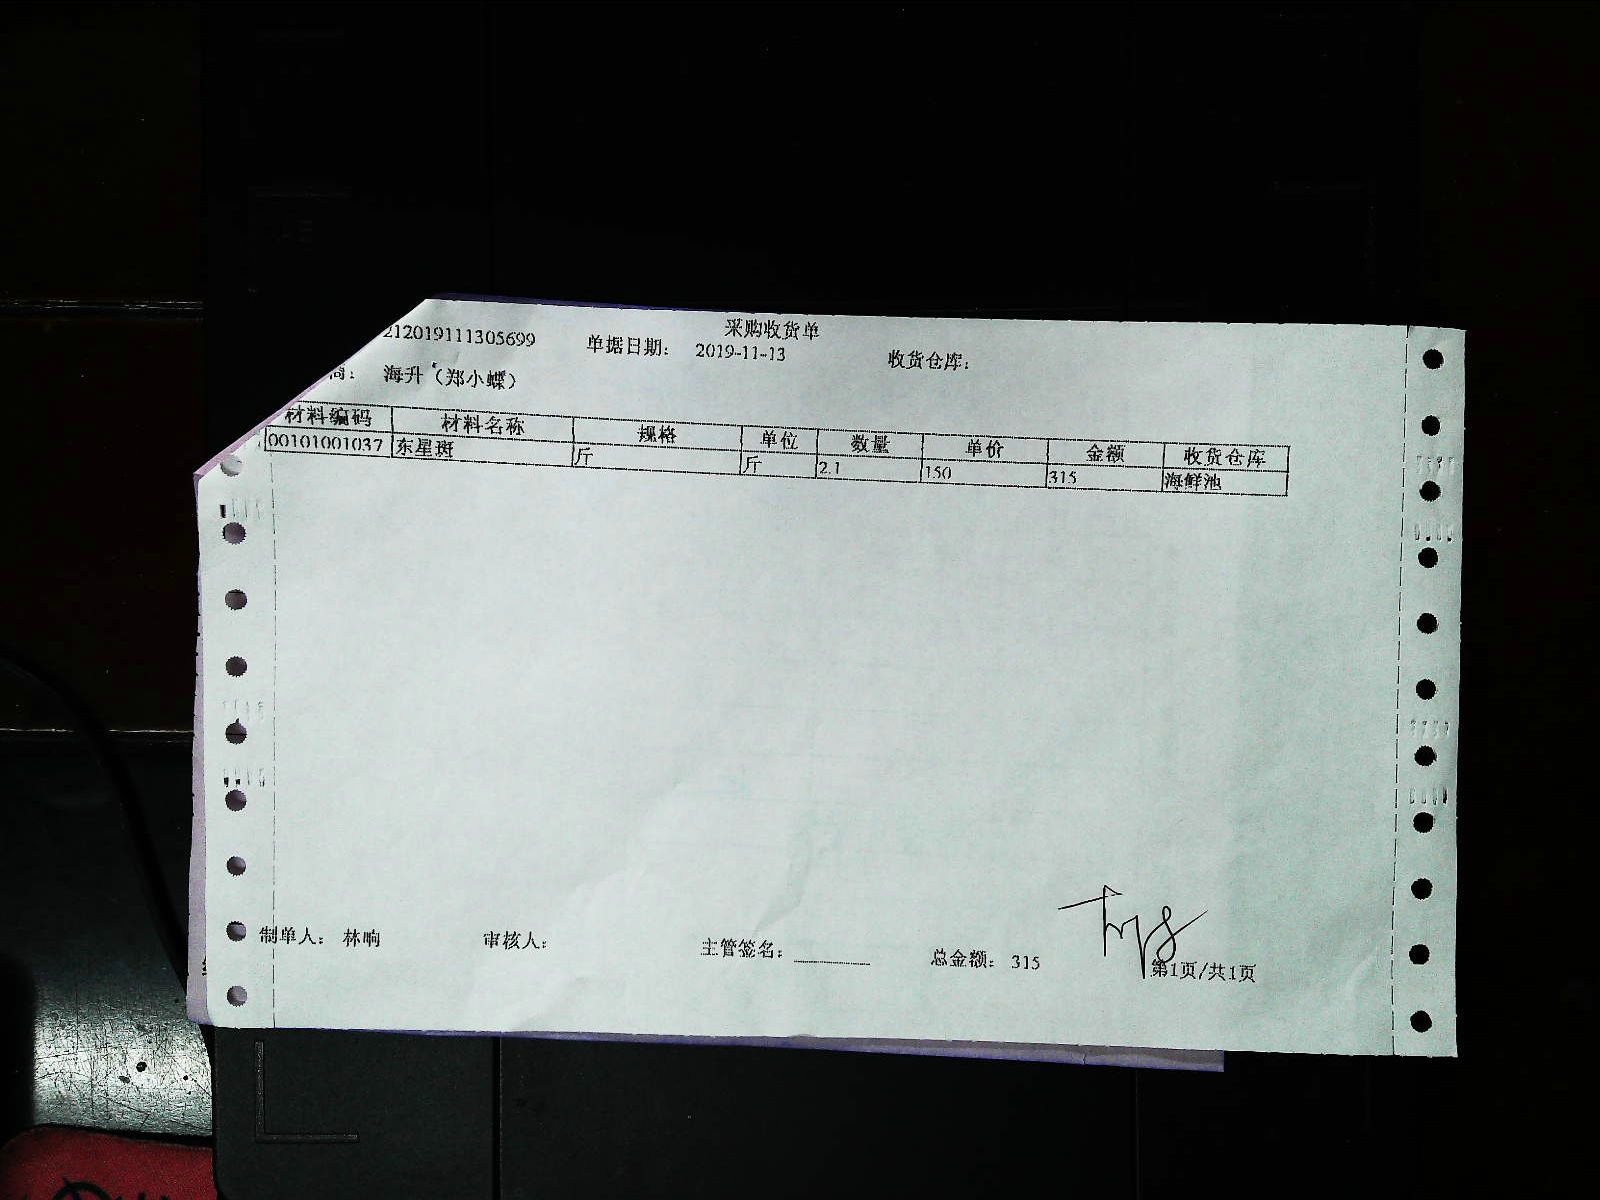 采购收货单
212019111305699 单据日期： 2019-11-13 收货仓库：
商： 海升（郑小蝶）
材料编码 材料名称 规格 单位 数量 单价 金额 收货仓库
00101001037 东星斑 斤 斤 2.1 150 315 海鲜池
制单人： 林响 审核人： 主管签名： 总金额： 315 第1页/共1页